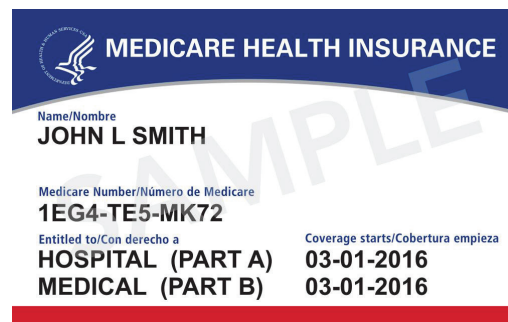 MEDICARE HEALTH INSURANCE
Name/Nombre
JOHN L SMITH
Medicare Number/Número de Medicare
1EG4-TE5-MK72
Entitled to/Con derecho a Coverage starts/Cobertura empieza
HOSPITAL (PART A) 03-01-2016
MEDICAL (PART B) 03-01-2016
SAMPLE